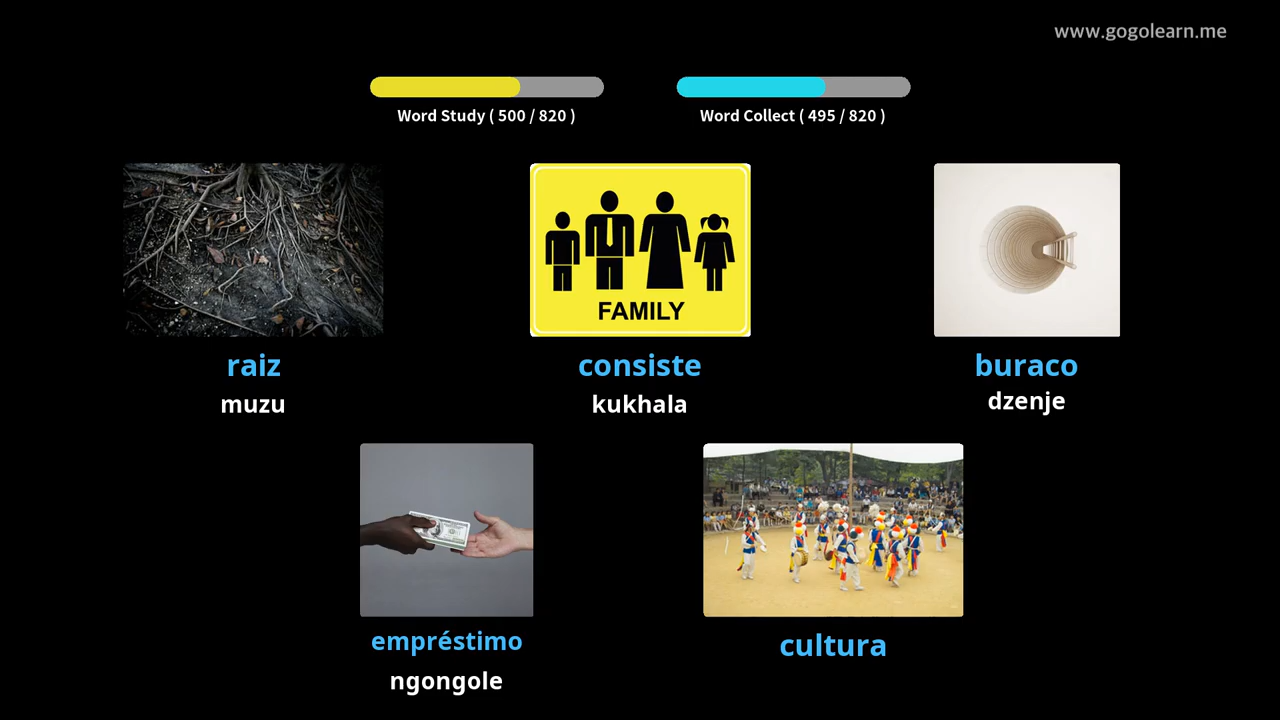 www.gogolearn.me
Word Study ( 500 / 820 )
Word Collect ( 495 / 820 )
FAMILY
raiz
muzu
consiste
kukhala
buraco
dzenje
empréstimo
ngongole
cultura